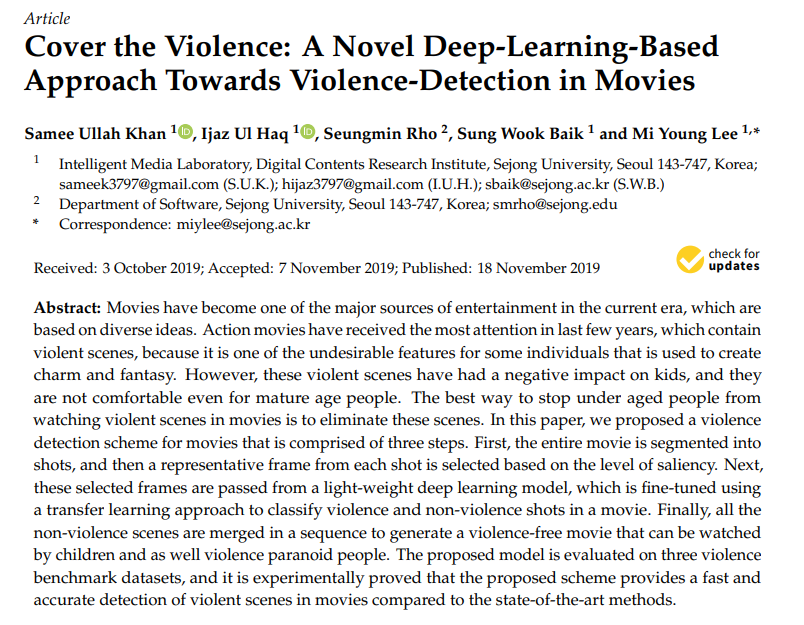 Article
Cover the Violence: A Novel Deep-Learning-Based
Approach Towards Violence-Detection in Movies
Samee Ullah Khan 1 iD, Ijaz Ul Haq 1 iD, Seungmin Rho 2, Sung Wook Baik 1 and Mi Young Lee 1,*
1 Intelligent Media Laboratory, Digital Contents Research Institute, Sejong University, Seoul 143-747, Korea;
sameek3797@gmail.com (S.U.K.); hijaz3797@gmail.com (I.U.H.); sbaik@sejong.ac.kr (S.W.B.)
2 Department of Software, Sejong University, Seoul 143-747, Korea; smrho@sejong.edu
* Correspondence: miylee@sejong.ac.kr
Received: 3 October 2019; Accepted: 7 November 2019; Published: 18 November 2019
check for
updates
Abstract: Movies have become one of the major sources of entertainment in the current era, which are
based on diverse ideas. Action movies have received the most attention in last few years, which contain
violent scenes, because it is one of the undesirable features for some individuals that is used to create
charm and fantasy. However, these violent scenes have had a negative impact on kids, and they
are not comfortable even for mature age people. The best way to stop under aged people from
watching violent scenes in movies is to eliminate these scenes. In this paper, we proposed a violence
detection scheme for movies that is comprised of three steps. First, the entire movie is segmented into
shots, and then a representative frame from each shot is selected based on the level of saliency. Next,
these selected frames are passed from a light-weight deep learning model, which is fine-tuned using
a transfer learning approach to classify violence and non-violence shots in a movie. Finally, all the
non-violence scenes are merged in a sequence to generate a violence-free movie that can be watched
by children and as well violence paranoid people. The proposed model is evaluated on three violence
benchmark datasets, and it is experimentally proved that the proposed scheme provides a fast and
accurate detection of violent scenes in movies compared to the state-of-the-art methods.